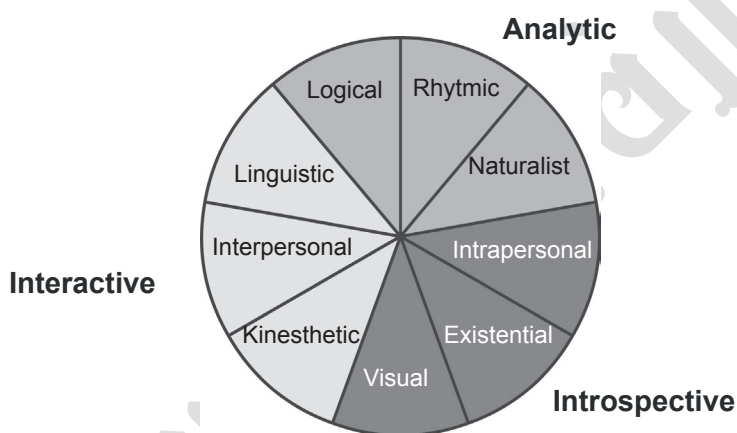 Analytic
Logical
Rhytmic
Linguistic
Naturalist
Interpersonal
Intrapersonal
Interactive
Kinesthetic
Existential
Visual
Introspective